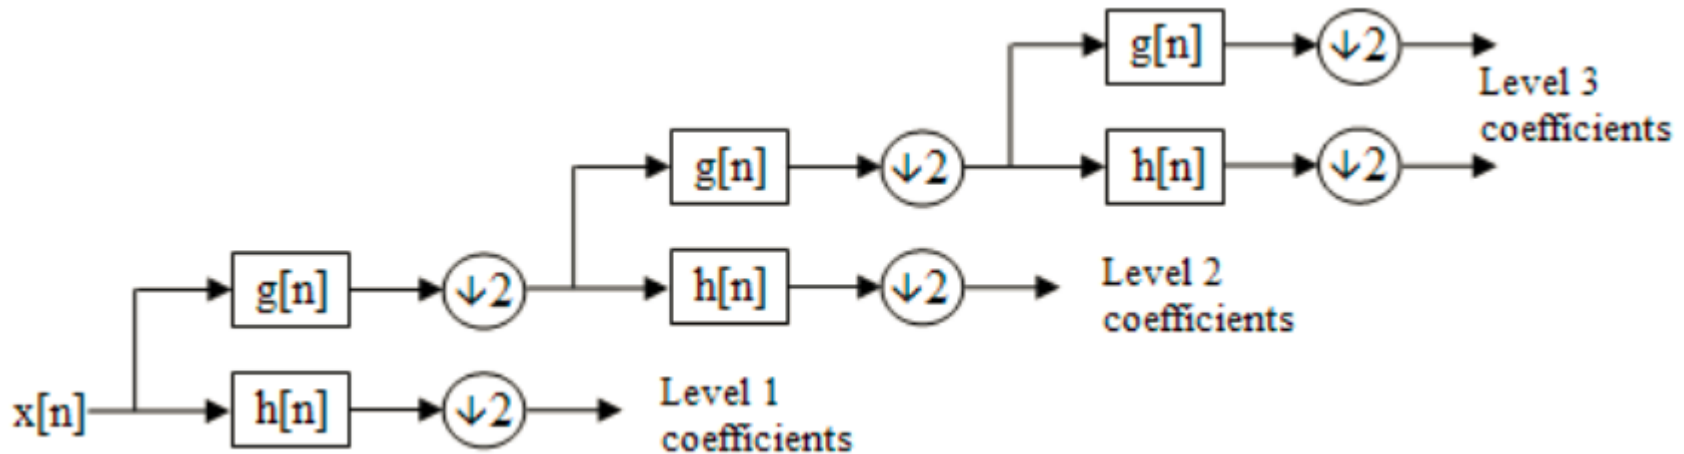 g[n]
↓2
Level 3
coefficients
g[n]
↓2
h[n]
↓2
g[n]
↓2
h[n]
↓2
Level 2
coefficients
x[n]
h[n]
↓2
Level 1
coefficients